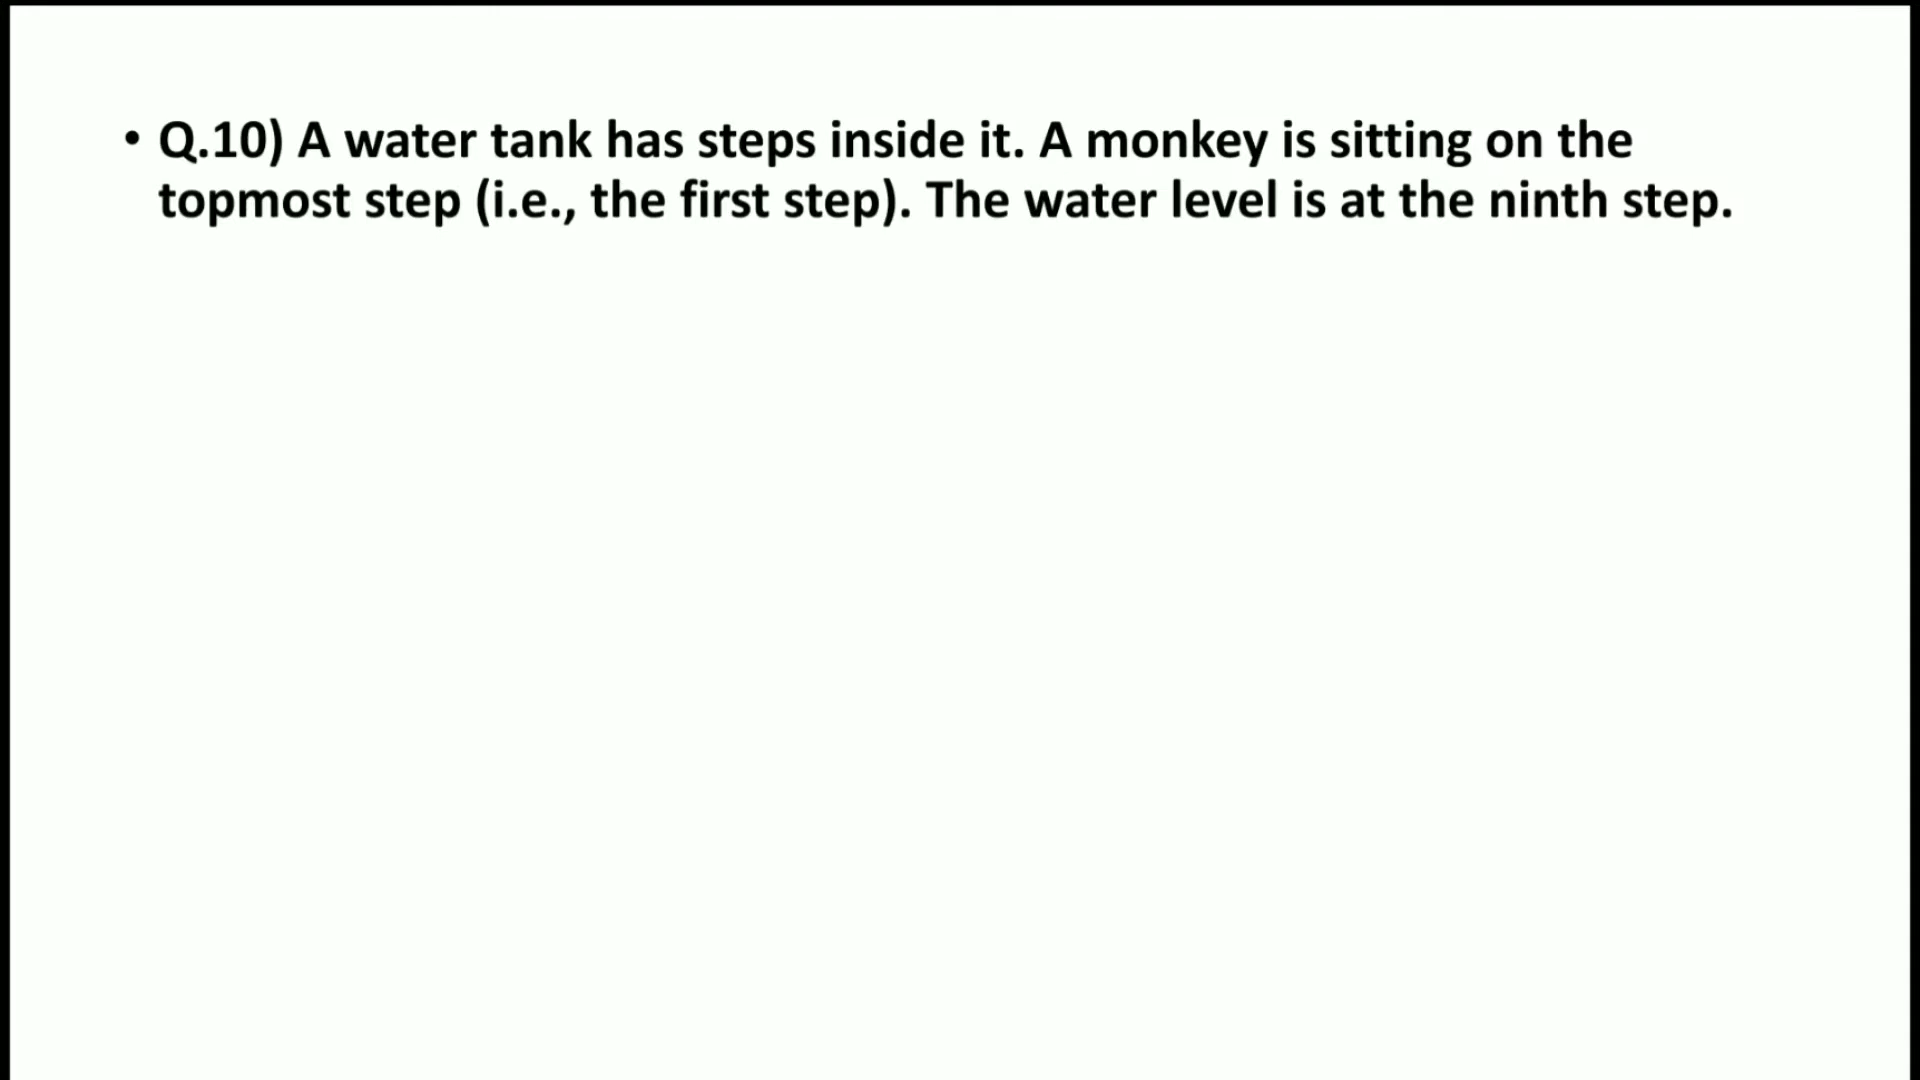 • Q.10) A water tank has steps inside it. A monkey is sitting on the
topmost step (i.e., the first step). The water level is at the ninth step.